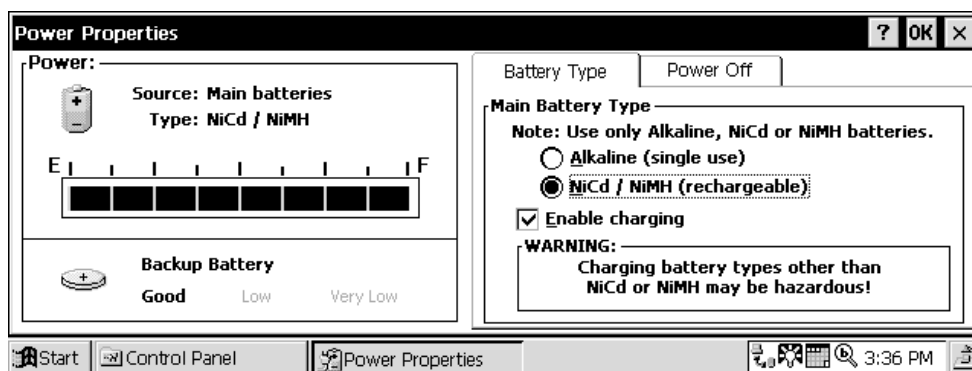 Power Properties
? OK ×
Power:
Source: Main batteries
Type: NiCd / NiMH
E F
Backup Battery
Good Low Very Low
Battery Type Power Off
Main Battery Type
Note: Use only Alkaline, NiCd or NiMH batteries.
Alkaline (single use)
NiCd / NiMH (rechargeable)
Enable charging
WARNING:
Charging battery types other than
NiCd or NiMH may be hazardous!
Start Control Panel Power Properties 3:36 PM